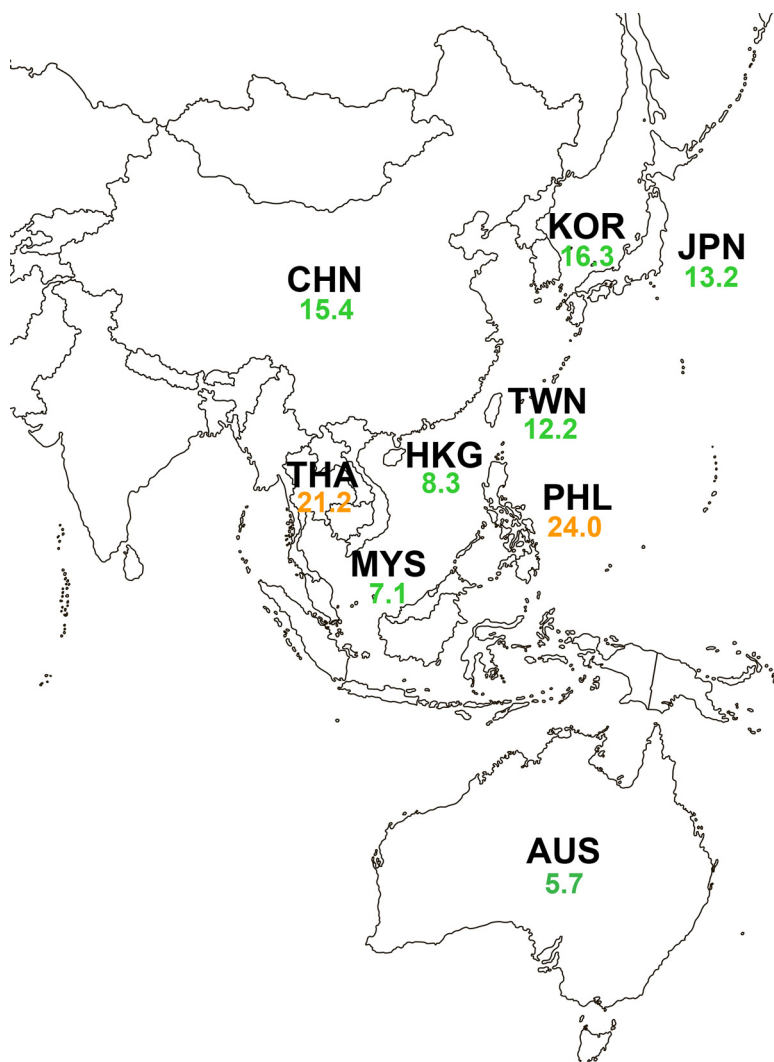 KOR
16.3
JPN
13.2
CHN
15.4
TWN
12.2
HKG
8.3
THA
21.2
PHL
24.0
MYS
7.1
AUS
5.7